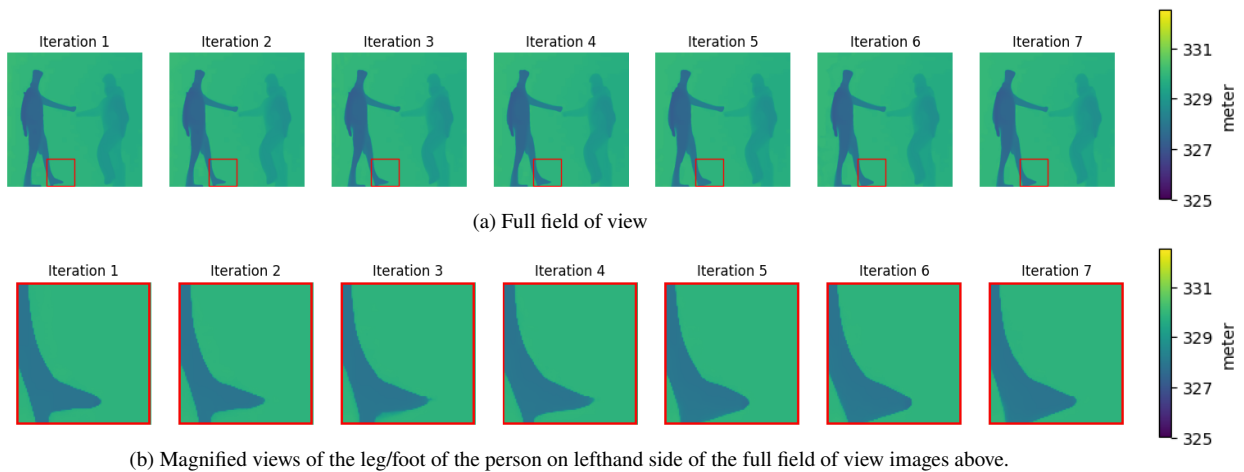 Iteration 1 Iteration 2 Iteration 3 Iteration 4 Iteration 5 Iteration 6 Iteration 7
331
329
327
325
meter
(a) Full field of view
Iteration 1 Iteration 2 Iteration 3 Iteration 4 Iteration 5 Iteration 6 Iteration 7
331
329
327
325
meter
(b) Magnified views of the leg/foot of the person on lefthand side of the full field of view images above.